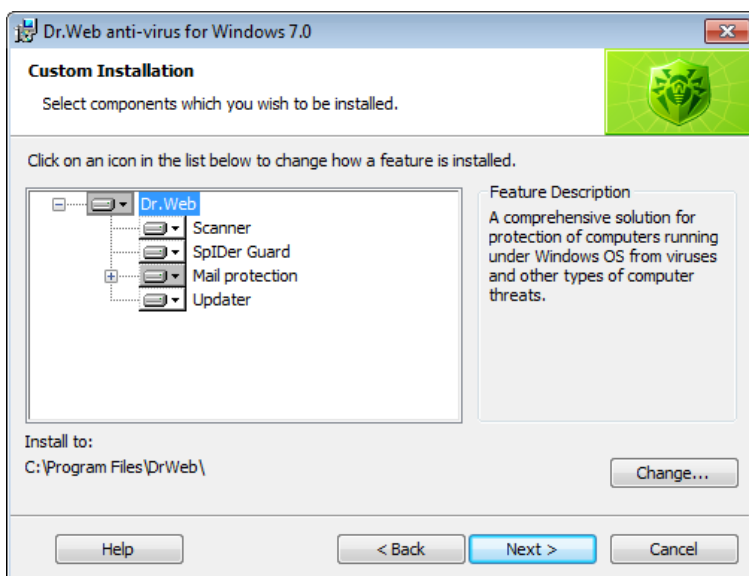 Dr.Web anti-virus for Windows 7.0
Custom Installation
Select components which you wish to be installed.
Click on an icon in the list below to change how a feature is installed.
Dr.Web
Scanner
SpIDer Guard
Mail protection
Updater
Feature Description
A comprehensive solution for
protection of computers running
under Windows OS from viruses
and other types of computer
threats.
Install to:
C:\Program Files\DrWeb\
Change...
Help
< Back
Next >
Cancel